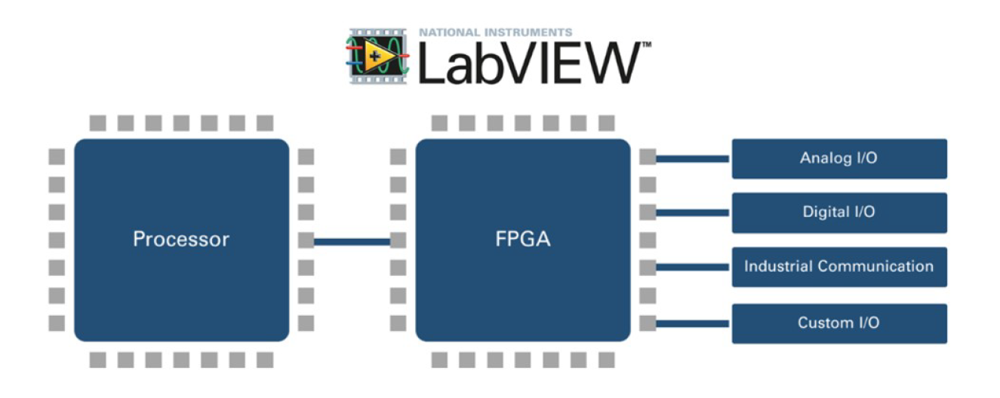 NATIONAL INSTRUMENTS
LabVIEW™
Processor
FPGA
Analog I/O
Digital I/O
Industrial Communication
Custom I/O